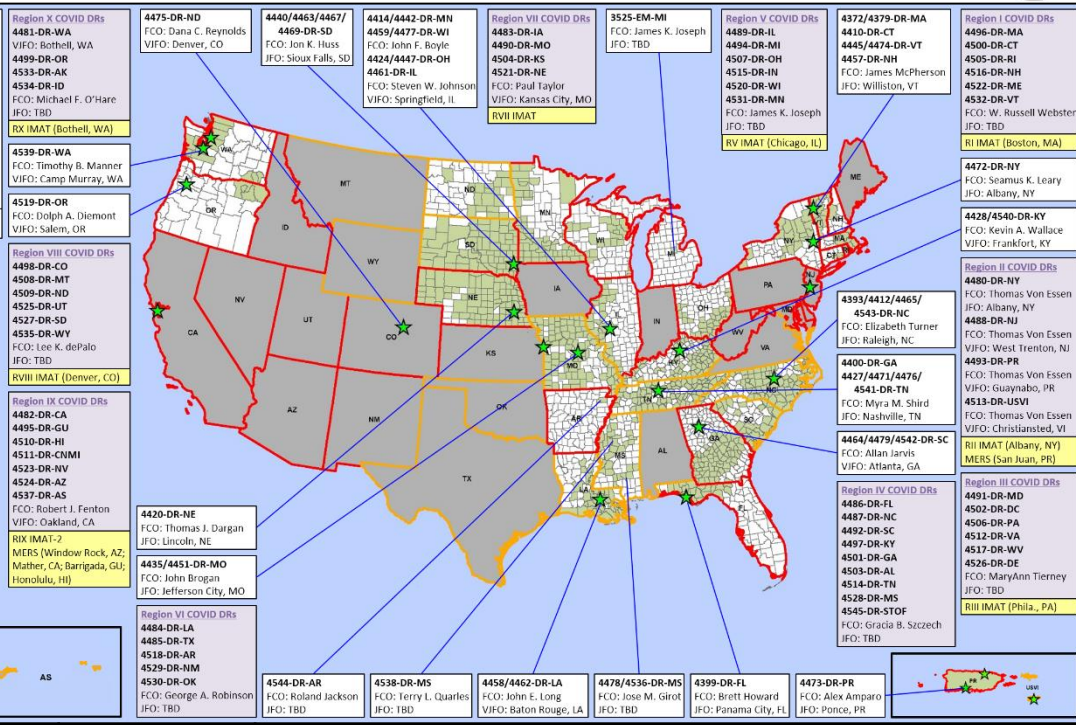 Region X COVID DRs
4481-DR-WA
VJFO: Bothell, WA
4499-DR-OR
4533-DR-AK
4534-DR-ID
FCO: Michael F. O'Hare
JFO: TBD
RX IMAT (Bothell, WA)
4539-DR-WA
FCO: Timothy B. Manner
VJFO: Camp Murray, WA
4519-DR-OR
FCO: Dolph A. Diemont
VJFO: Salem, OR
Region VIII COVID DRs
4498-DR-CO
4508-DR-MT
4509-DR-ND
4525-DR-UT
4527-DR-SD
4535-DR-WY
FCO: Lee K. dePalo
JFO: TBD
RVIII IMAT (Denver, CO)
Region IX COVID DRs
4482-DR-CA
4495-DR-GU
4510-DR-HI
4511-DR-CNMI
4523-DR-NV
4524-DR-AZ
4537-DR-AS
FCO: Robert J. Fenton
VJFO: Oakland, CA
RIX IMAT-2
MERS (Window Rock, AZ;
Mather, CA; Barrigada, GU;
Honolulu, HI)
AS
4475-DR-ND
FCO: Dana C. Reynolds
VJFO: Denver, CO
4440/4463/4467/
4469-DR-SD
FCO: Jon K. Huss
JFO: Sioux Falls, SD
4414/4442-DR-MN
4459/4477-DR-WI
FCO: John F. Boyle
4424/4447-DR-OH
4461-DR-IL
FCO: Steven W. Johnson
VJFO: Springfield, IL
Region VII COVID DRs
4483-DR-IA
4490-DR-MO
4504-DR-KS
4521-DR-NE
FCO: Paul Taylor
VJFO: Kansas City, MO
RVII IMAT
3525-EM-MI
FCO: James K. Joseph
JFO: TBD
Region V COVID DRs
4489-DR-IL
4494-DR-MI
4507-DR-OH
4515-DR-IN
4520-DR-WI
4531-DR-MN
FCO: James K. Joseph
JFO: TBD
RV IMAT (Chicago, IL)
4372/4379-DR-MA
4410-DR-CT
4445/4474-DR-VT
4457-DR-NH
FCO: James McPherson
JFO: Williston, VT
Region I COVID DRs
4496-DR-MA
4500-DR-CT
4505-DR-RI
4516-DR-NH
4522-DR-ME
4532-DR-VT
FCO: W. Russell Webster
JFO: TBD
RI IMAT (Boston, MA)
4472-DR-NY
FCO: Seamus K. Leary
JFO: Albany, NY
4428/4540-DR-KY
FCO: Kevin A. Wallace
VJFO: Frankfort, KY
Region II COVID DRs
4480-DR-NY
FCO: Thomas Von Essen
JFO: Albany, NY
4488-DR-NJ
FCO: Thomas Von Essen
VJFO: West Trenton, NJ
4493-DR-PR
FCO: Thomas Von Essen
VJFO: Guaynabo, PR
4513-DR-USVI
FCO: Thomas Von Essen
VJFO: Christiansted, VI
RII IMAT (Albany, NY)
MERS (San Juan, PR)
4393/4412/4465/
4543-DR-NC
FCO: Elizabeth Turner
JFO: Raleigh, NC
4400-DR-GA
4427/4471/4476/
4541-DR-TN
FCO: Myra M. Shird
JFO: Nashville, TN
4464/4479/4542-DR-SC
FCO: Allan Jarvis
VJFO: Atlanta, GA
Region IV COVID DRs
4486-DR-FL
4487-DR-NC
4492-DR-SC
4497-DR-KY
4501-DR-GA
4503-DR-AL
4514-DR-TN
4528-DR-MS
4545-DR-STOF
FCO: Gracia B. Szczech
JFO: TBD
Region III COVID DRs
4491-DR-MD
4502-DR-DC
4506-DR-PA
4512-DR-VA
4517-DR-WV
4526-DR-DE
FCO: MaryAnn Tierney
JFO: TBD
RIII IMAT (Phila., PA)
WA
OR
MT
ID
WY
NV
CA
UT
CO
AZ
NM
ND
SD
NE
KS
OK
TX
MN
IA
MO
AR
LA
WI
IL
MI
IN
OH
KY
TN
MS
AL
GA
FL
SC
NC
VA
WV
PA
NY
NJ
MD
ME
NH
MA
CT
4420-DR-NE
FCO: Thomas J. Dargan
JFO: Lincoln, NE
4435/4451-DR-MO
FCO: John Brogan
JFO: Jefferson City, MO
Region VI COVID DRs
4484-DR-LA
4485-DR-TX
4518-DR-AR
4529-DR-NM
4530-DR-OK
FCO: George A. Robinson
JFO: TBD
4544-DR-AR
FCO: Roland Jackson
JFO: TBD
4538-DR-MS
FCO: Terry L. Quarles
JFO: TBD
4458/4462-DR-LA
FCO: John E. Long
VJFO: Baton Rouge, LA
4478/4536-DR-MS
FCO: Jose M. Girot
JFO: TBD
4399-DR-FL
FCO: Brett Howard
JFO: Panama City, FL
4473-DR-PR
FCO: Alex Amparo
JFO: Ponce, PR
PR
USVI